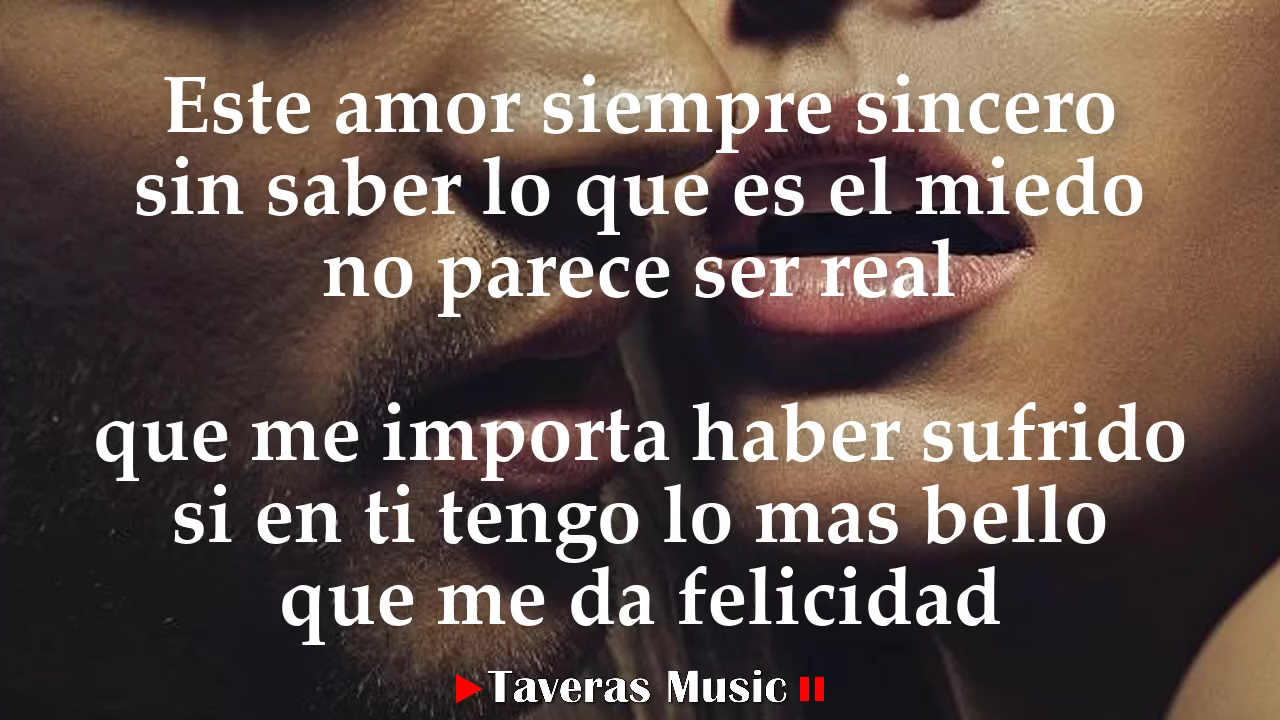 Este amor siempre sincero
sin saber lo que es el miedo
no parece ser real
que me importa haber sufrido
si en ti tengo lo mas bello
que me da felicidad
Taveras Music